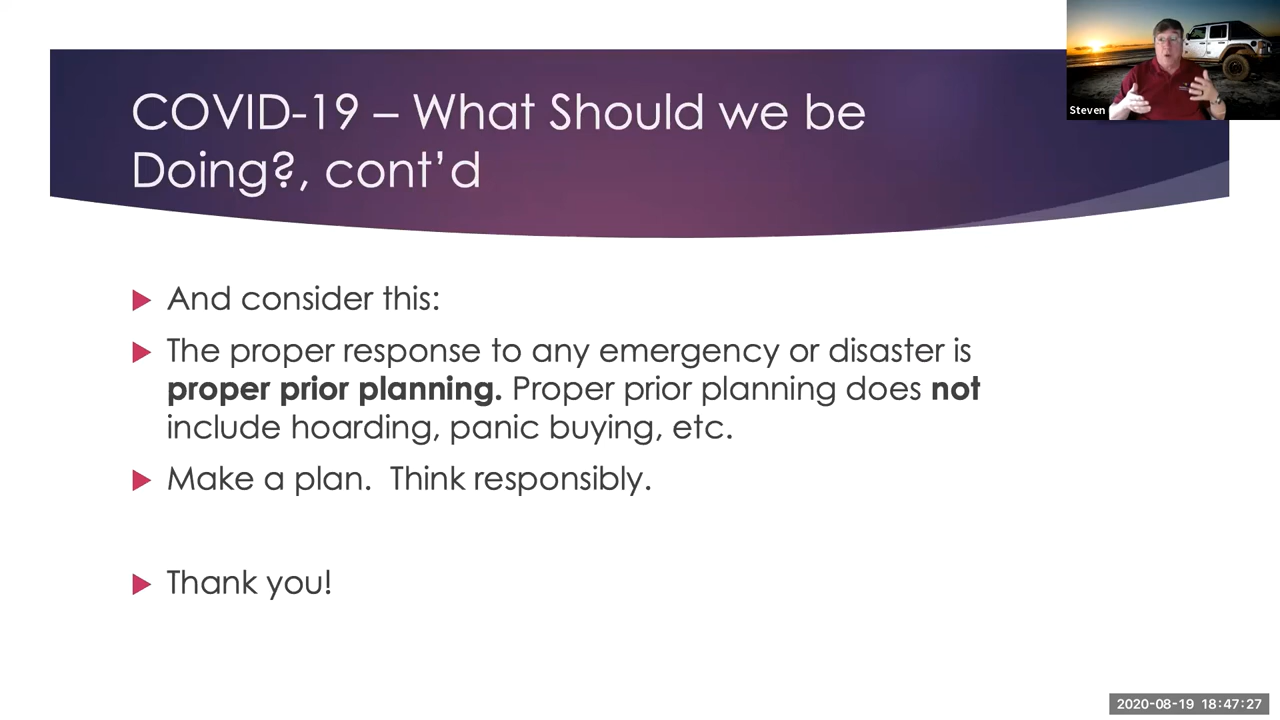 COVID-19 – What Should we be
Doing?, cont’d
Steven
And consider this:
The proper response to any emergency or disaster is
proper prior planning. Proper prior planning does not
include hoarding, panic buying, etc.
Make a plan.  Think responsibly.
Thank you!
2020-08-19 18:47:27